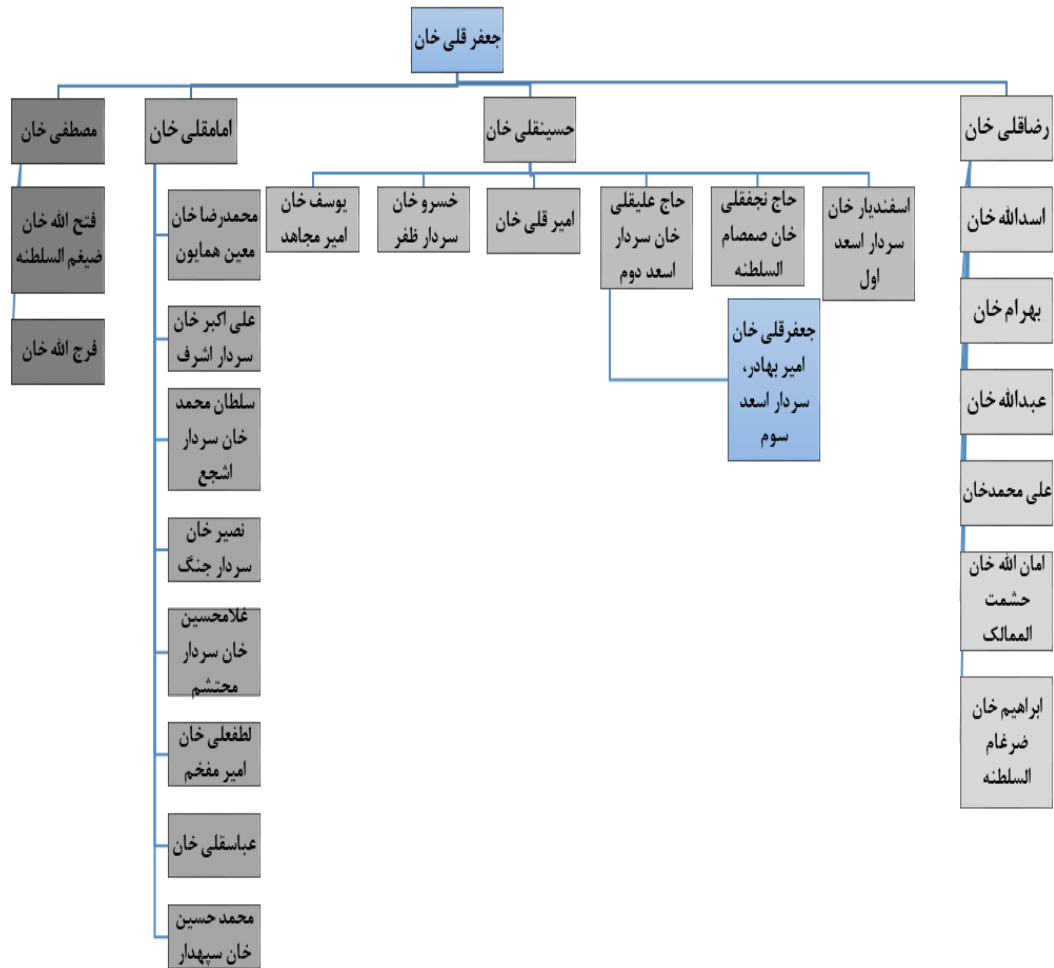 جعفر قلی خان
رضاقلی خان
اسدالله خان
بهرام خان
عبدالله خان
علی محمدخان
امان الله خان
حشمت
الممالک
ابراهیم خان
ضرغام
السلطنه
حسینقلی خان
اسفندیار خان
سردار اسعد
اول
حاج نجفقلی
خان صمصام
السلطنه
حاج علیقلی
خان سردار
اسعد دوم
جعفرقلی خان
امیر بهادر،
سردار اسعد
سوم
امیر قلی خان
خسرو خان
سردار ظفر
یوسف خان
امیر مجاهد
امامقلی خان
محمدرضا خان
معین همایون
علی اکبر خان
سردار اشرف
سلطان محمد
خان سردار
اشجع
نصیر خان
سردار جنگ
غلامحسین
خان سردار
محتشم
لطفعلی خان
امیر مفخم
عباسقلی خان
محمد حسین
خان سپهدار
مصطفی خان
فتح الله خان
ضیغم السلطنه
فرج الله خان